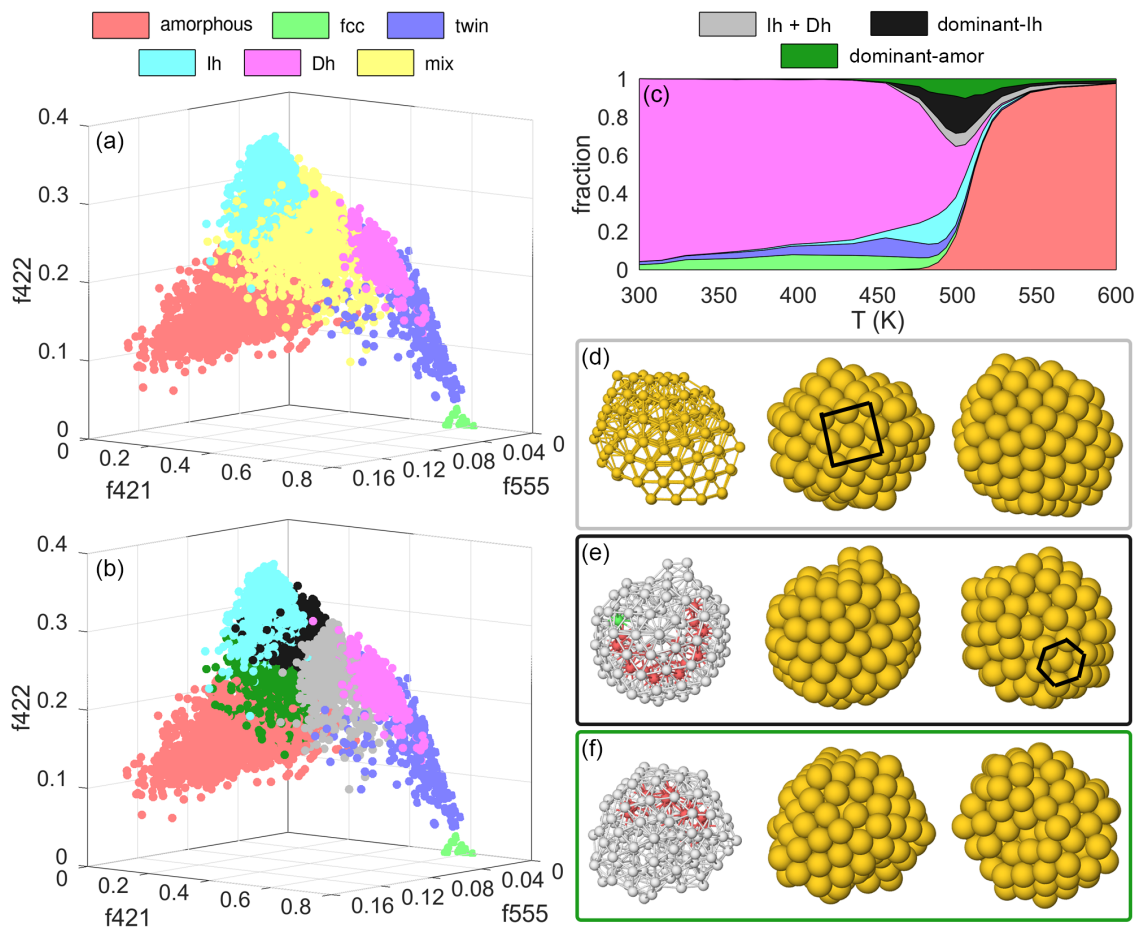 amorphous fcc twin
Ih Dh mix
(a)
0.4
0.3
0.2
0.1
0
f422
0 0.2 0.4 0.6 0.8
f421
0.16 0.12 0.08 0.04 0
f555
(b)
0.4
0.3
0.2
0.1
0
f422
0 0.2 0.4 0.6 0.8
f421
0.16 0.12 0.08 0.04 0
f555
Ih + Dh dominant-Ih
dominant-amor
(c)
1
0.8
0.6
0.4
0.2
0
fraction
300 350 400 450 500 550 600
T (K)
(d)
(e)
(f)